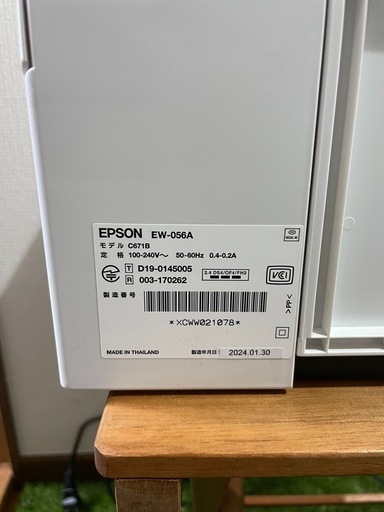 EPSON EW-056A
モデル C671B
定 格 100-240V～ 50-60Hz 0.4-0.2A
T D19-0145005
R 003-170262
2.4 DS4/OF4/FH2
VCCI
製造番号
*XCWW021078*
MADE IN THAILAND
製造年月日 2024.01.30
>PP<